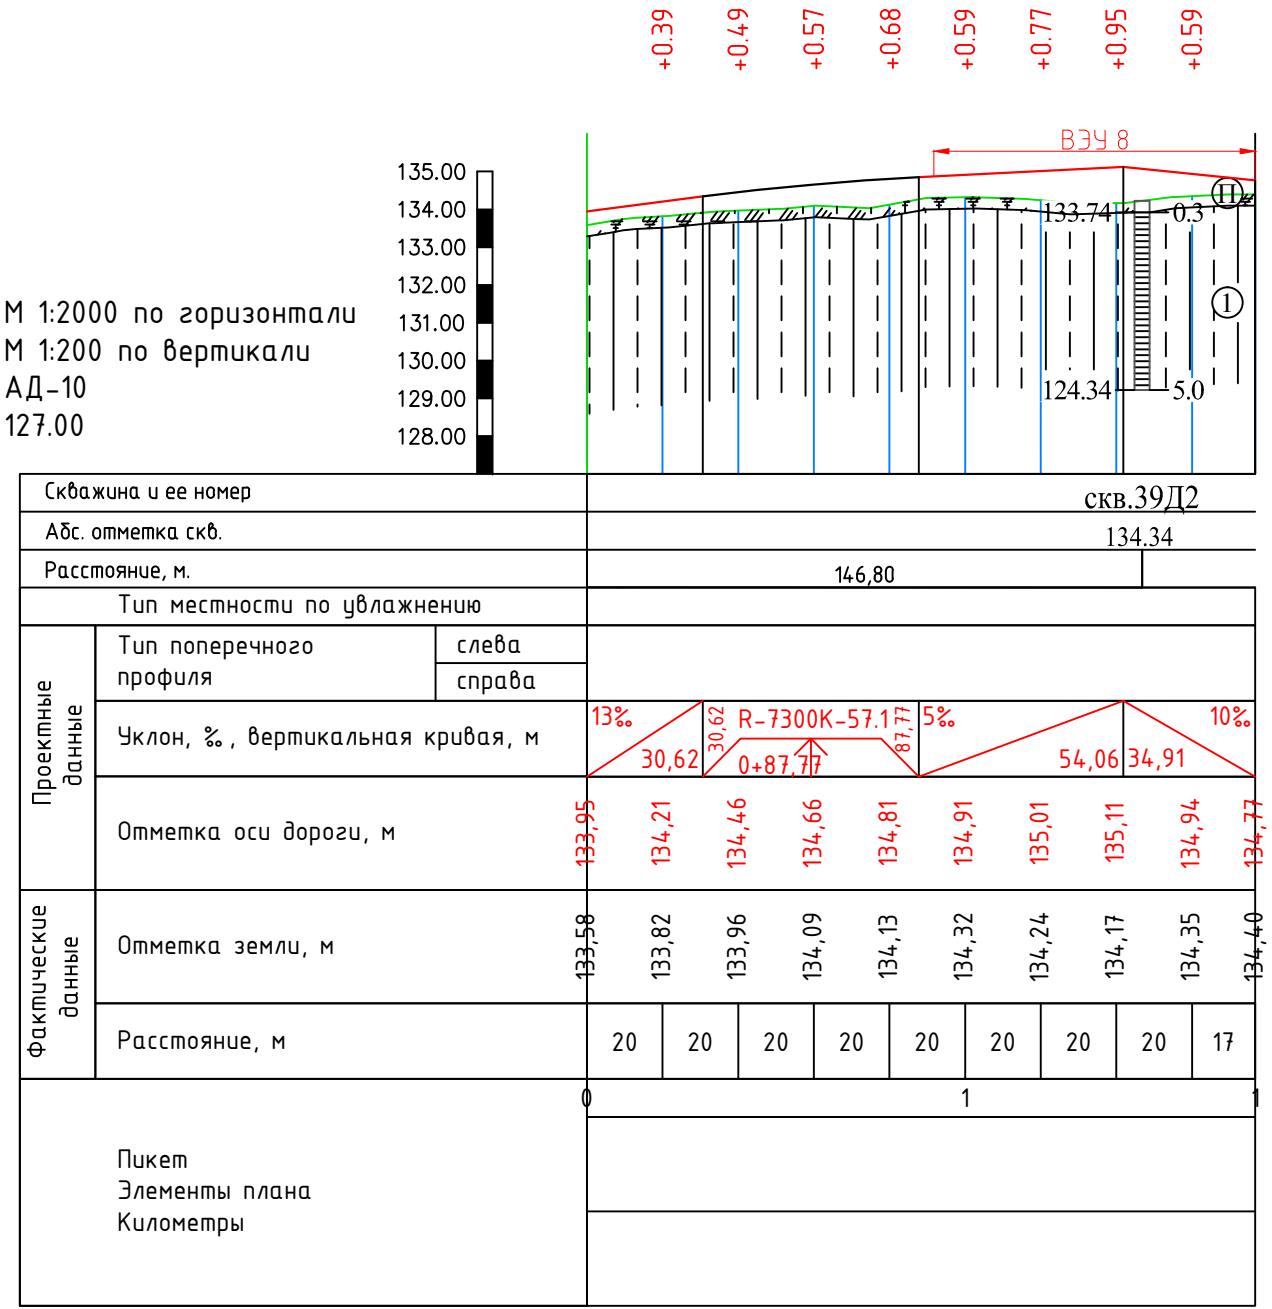 +0.39 +0.49 +0.57 +0.68 +0.59 +0.77 +0.95 +0.59
ВЭУ 8
135.00
134.00
133.00
132.00
131.00
130.00
129.00
128.00
П
133.74 0.3
1
124.34 5.0
М 1:2000 по горизонтали
М 1:200 по вертикали
АД-10
127.00
Скважина и ее номер скв.39Д2
Абс. отметка скв. 134.34
Расстояние, м. 146,80
Тип местности по увлажнению
Проектные данные
Тип поперечного профиля
слева
справа
Уклон, ‰, вертикальная кривая, м
13‰ 30,62 30,62 R-7300К-57.1 0+87,77 87,77 5‰ 54,06 34,91 10‰
Отметка оси дороги, м 133,95 134,21 134,46 134,66 134,81 134,91 135,01 135,11 134,94 134,77
Фактические данные
Отметка земли, м 133,58 133,82 133,96 134,09 134,13 134,32 134,24 134,17 134,35 134,40
Расстояние, м 20 20 20 20 20 20 20 20 17
0 1 1
Пикет
Элементы плана
Километры